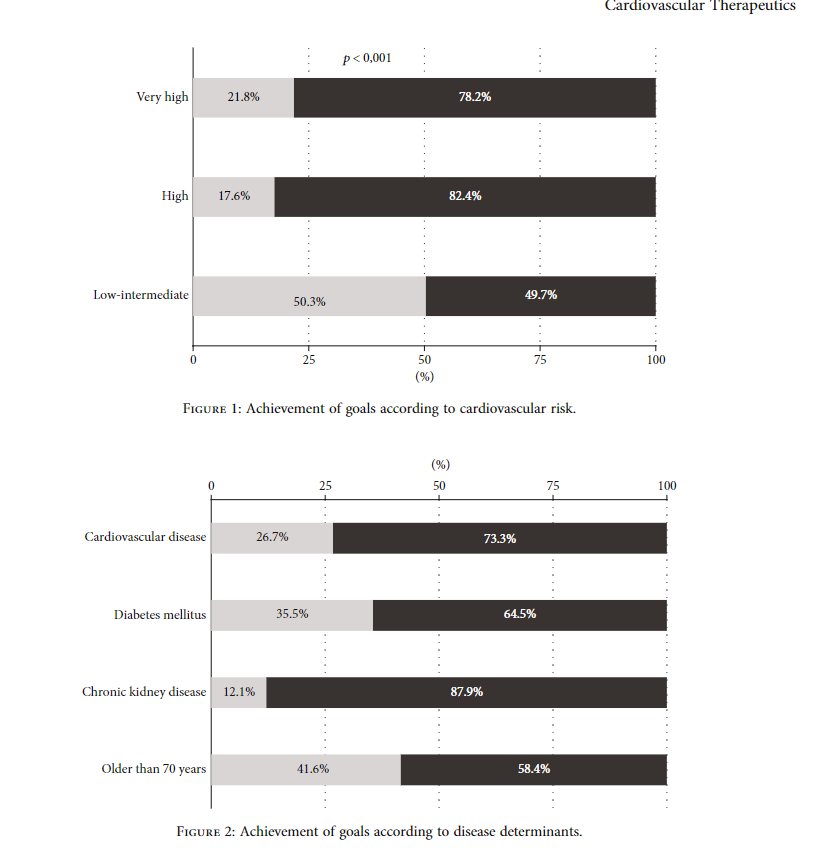 Cardiovascular Therapeutics
p < 0,001
Very high 21.8% 78.2%
High 17.6% 82.4%
Low-intermediate 50.3% 49.7%
0 25 50 75 100
(%)
FIGURE 1: Achievement of goals according to cardiovascular risk.
(%)
0 25 50 75 100
Cardiovascular disease 26.7% 73.3%
Diabetes mellitus 35.5% 64.5%
Chronic kidney disease 12.1% 87.9%
Older than 70 years 41.6% 58.4%
FIGURE 2: Achievement of goals according to disease determinants.